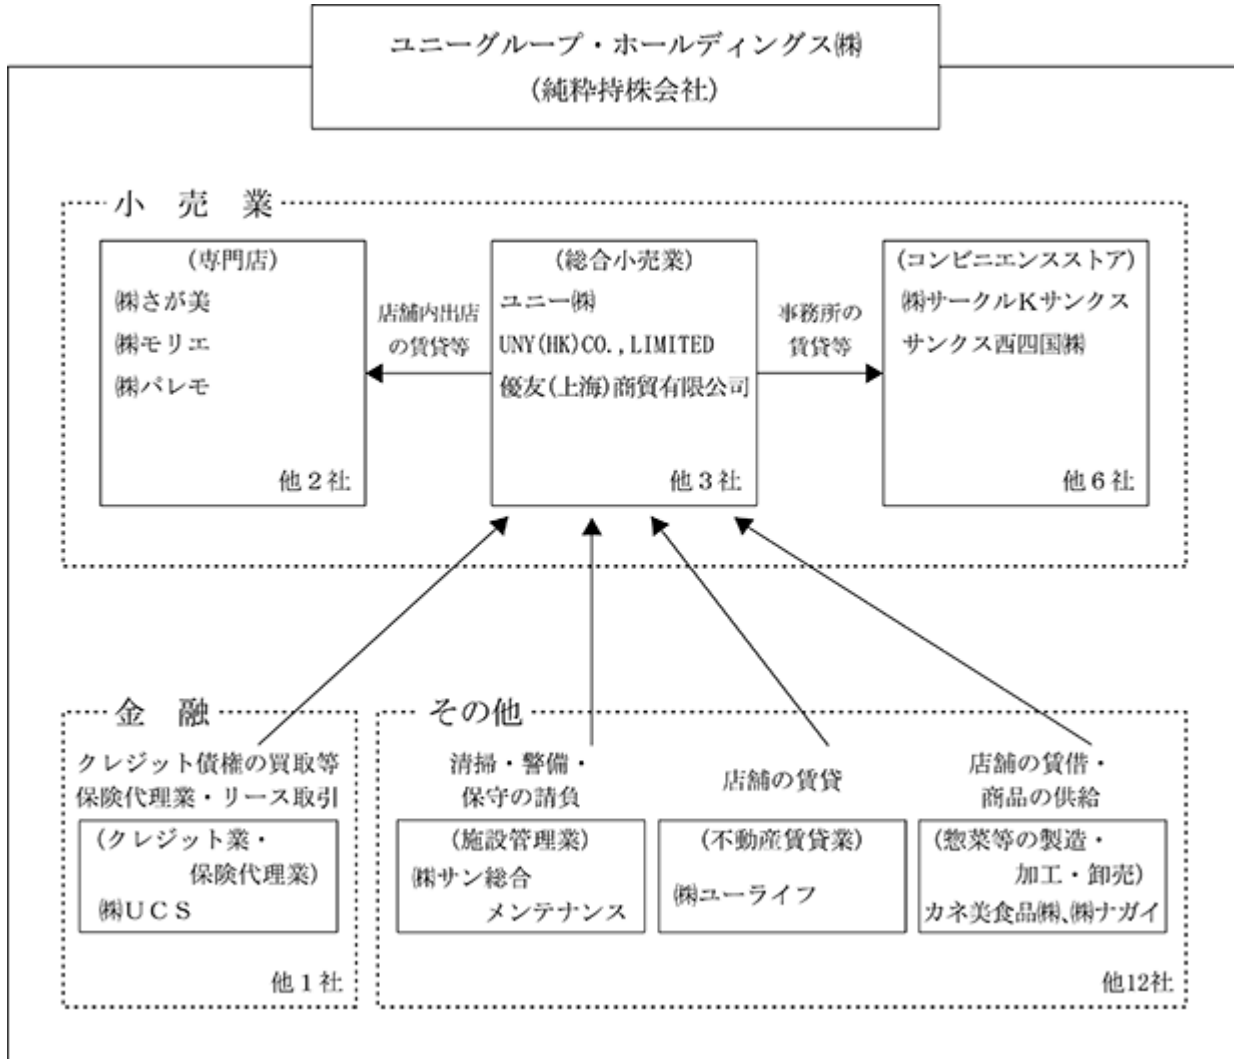 ユニーグループ・ホールディングス㈱
(純粋持株会社)
小 売 業
(専門店)
㈱さが美
㈱モリエ
㈱パレモ
他２社
店舗内出店
の賃貸等
(総合小売業)
ユニー㈱
UNY(HK)CO.,LIMITED
優友(上海)商貿有限公司
他３社
事務所の
賃貸等
(コンビニエンスストア)
㈱サークルＫサンクス
サンクス西四国㈱
他６社
金 融
クレジット債権の買取等
保険代理業・リース取引
(クレジット業・
保険代理業)
㈱ＵＣＳ
他１社
その他
清掃・警備・
保守の請負
(施設管理業)
㈱サン総合
メンテナンス
店舗の賃貸
(不動産賃貸業)
㈱ユーライフ
店舗の賃借・
商品の供給
(惣菜等の製造・
加工・卸売)
カネ美食品㈱、㈱ナガイ
他12社